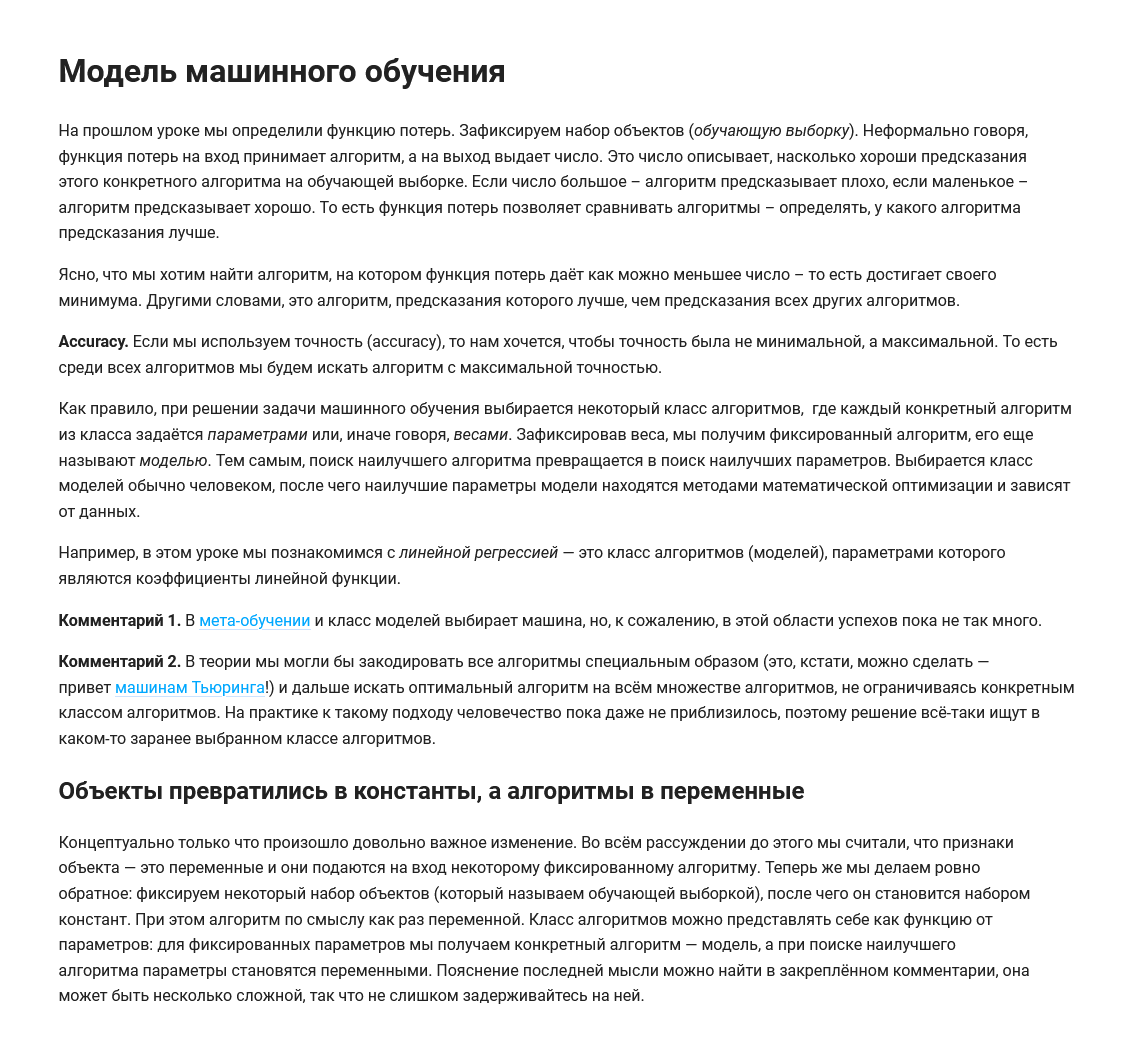 Модель машинного обучения
На прошлом уроке мы определили функцию потерь. Зафиксируем набор объектов (обучающую выборку). Неформально говоря,
функция потерь на вход принимает алгоритм, а на выход выдает число. Это число описывает, насколько хороши предсказания
этого конкретного алгоритма на обучающей выборке. Если число большое – алгоритм предсказывает плохо, если маленькое –
алгоритм предсказывает хорошо. То есть функция потерь позволяет сравнивать алгоритмы – определять, у какого алгоритма
предсказания лучше.
Ясно, что мы хотим найти алгоритм, на котором функция потерь даёт как можно меньшее число – то есть достигает своего
минимума. Другими словами, это алгоритм, предсказания которого лучше, чем предсказания всех других алгоритмов.
Accuracy. Если мы используем точность (accuracy), то нам хочется, чтобы точность была не минимальной, а максимальной. То есть
среди всех алгоритмов мы будем искать алгоритм с максимальной точностью.
Как правило, при решении задачи машинного обучения выбирается некоторый класс алгоритмов,  где каждый конкретный алгоритм
из класса задаётся параметрами или, иначе говоря, весами. Зафиксировав веса, мы получим фиксированный алгоритм, его еще
называют моделью. Тем самым, поиск наилучшего алгоритма превращается в поиск наилучших параметров. Выбирается класс
моделей обычно человеком, после чего наилучшие параметры модели находятся методами математической оптимизации и зависят
от данных.
Например, в этом уроке мы познакомимся с линейной регрессией — это класс алгоритмов (моделей), параметрами которого
являются коэффициенты линейной функции.
Комментарий 1. В мета-обучении и класс моделей выбирает машина, но, к сожалению, в этой области успехов пока не так много.
Комментарий 2. В теории мы могли бы закодировать все алгоритмы специальным образом (это, кстати, можно сделать —
привет машинам Тьюринга!) и дальше искать оптимальный алгоритм на всём множестве алгоритмов, не ограничиваясь конкретным
классом алгоритмов. На практике к такому подходу человечество пока даже не приблизилось, поэтому решение всё-таки ищут в
каком-то заранее выбранном классе алгоритмов.
Объекты превратились в константы, а алгоритмы в переменные
Концептуально только что произошло довольно важное изменение. Во всём рассуждении до этого мы считали, что признаки
объекта — это переменные и они подаются на вход некоторому фиксированному алгоритму. Теперь же мы делаем ровно
обратное: фиксируем некоторый набор объектов (который называем обучающей выборкой), после чего он становится набором
констант. При этом алгоритм по смыслу как раз переменной. Класс алгоритмов можно представлять себе как функцию от
параметров: для фиксированных параметров мы получаем конкретный алгоритм — модель, а при поиске наилучшего
алгоритма параметры становятся переменными. Пояснение последней мысли можно найти в закреплённом комментарии, она
может быть несколько сложной, так что не слишком задерживайтесь на ней.